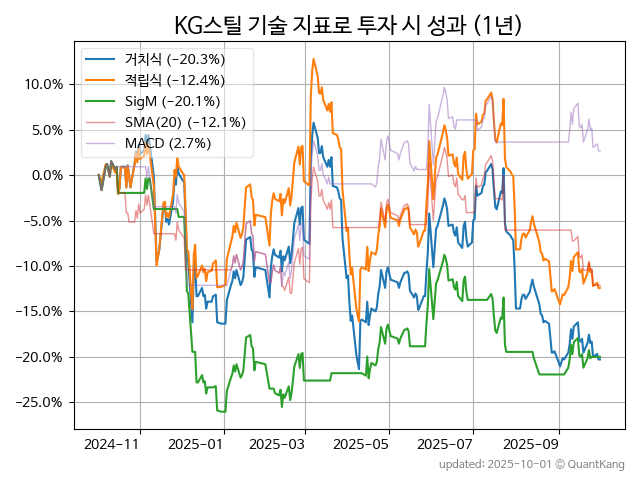 KG스틸 기술 지표로 투자 시 성과 (1년)
거치식 (-20.3%)
적립식 (-12.4%)
SigM (-20.1%)
SMA(20) (-12.1%)
MACD (2.7%)
10.0%
5.0%
0.0%
-5.0%
-10.0%
-15.0%
-20.0%
-25.0%
2024-11 2025-01 2025-03 2025-05 2025-07 2025-09
updated: 2025-10-01 © QuantKang